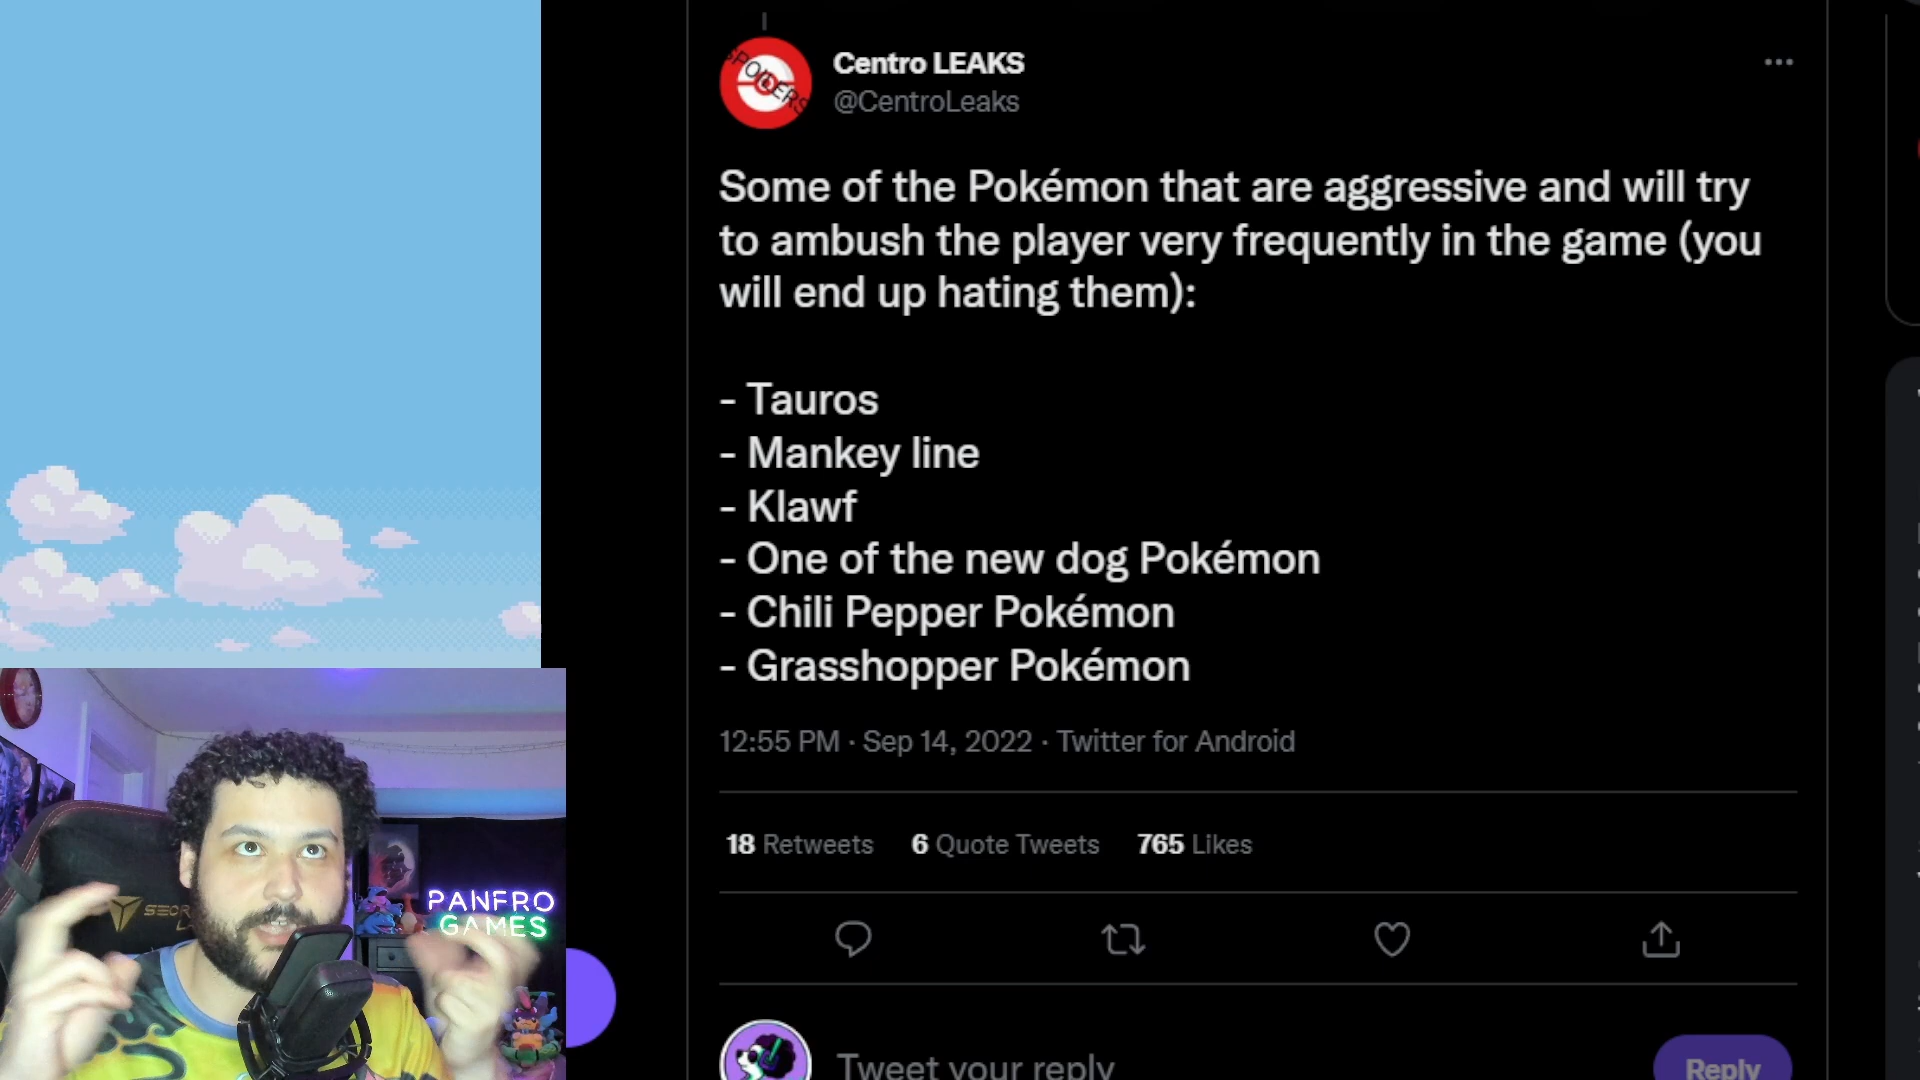 Centro LEAKS
@CentroLeaks
SPOILERS
Some of the Pokémon that are aggressive and will try
to ambush the player very frequently in the game (you
will end up hating them):
- Tauros
- Mankey line
- Klawf
- One of the new dog Pokémon
- Chili Pepper Pokémon
- Grasshopper Pokémon
12:55 PM · Sep 14, 2022 · Twitter for Android
18 Retweets 6 Quote Tweets 765 Likes
Tweet your reply
Reply
PANFRO
GAMES